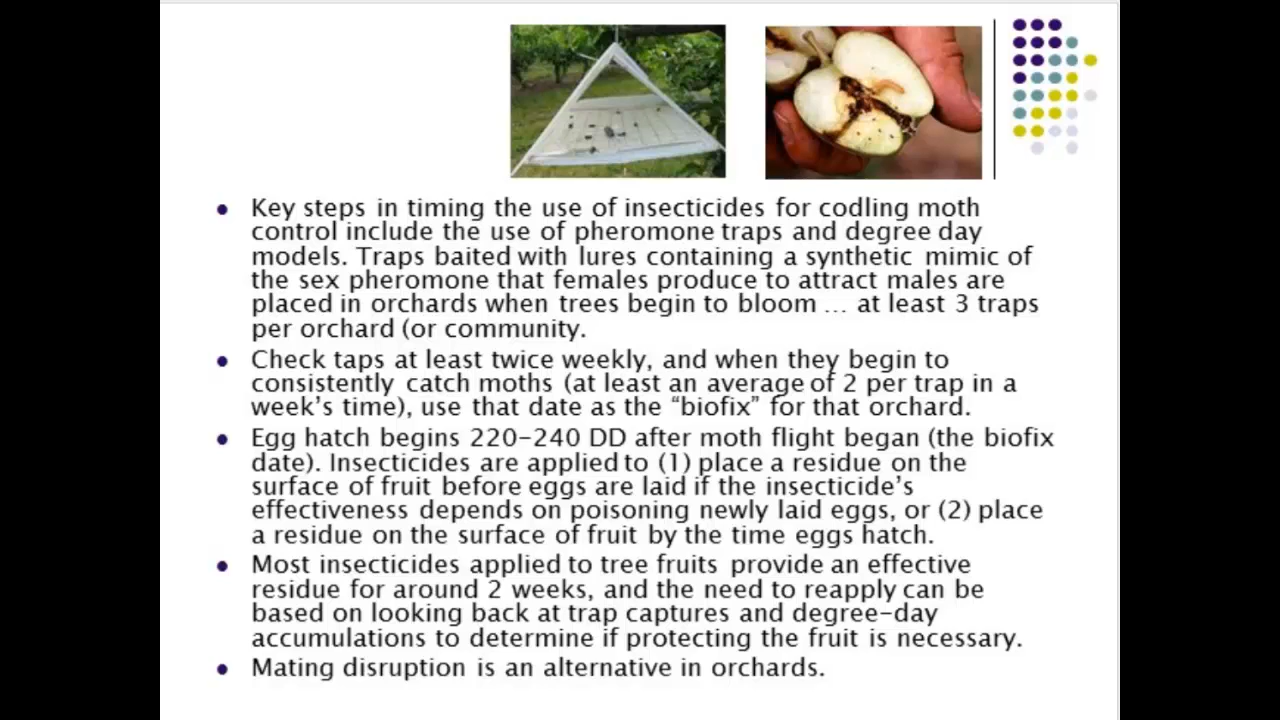 • Key steps in timing the use of insecticides for codling moth
control include the use of pheromone traps and degree day
models. Traps baited with lures containing a synthetic mimic of
the sex pheromone that females produce to attract males are
placed in orchards when trees begin to bloom … at least 3 traps
per orchard (or community.
• Check taps at least twice weekly, and when they begin to
consistently catch moths (at least an average of 2 per trap in a
week's time), use that date as the “biofix” for that orchard.
• Egg hatch begins 220-240 DD after moth flight began (the biofix
date). Insecticides are applied to (1) place a residue on the
surface of fruit before eggs are laid if the insecticide's
effectiveness depends on poisoning newly laid eggs, or (2) place
a residue on the surface of fruit by the time eggs hatch.
• Most insecticides applied to tree fruits provide an effective
residue for around 2 weeks, and the need to reapply can be
based on looking back at trap captures and degree-day
accumulations to determine if protecting the fruit is necessary.
• Mating disruption is an alternative in orchards.